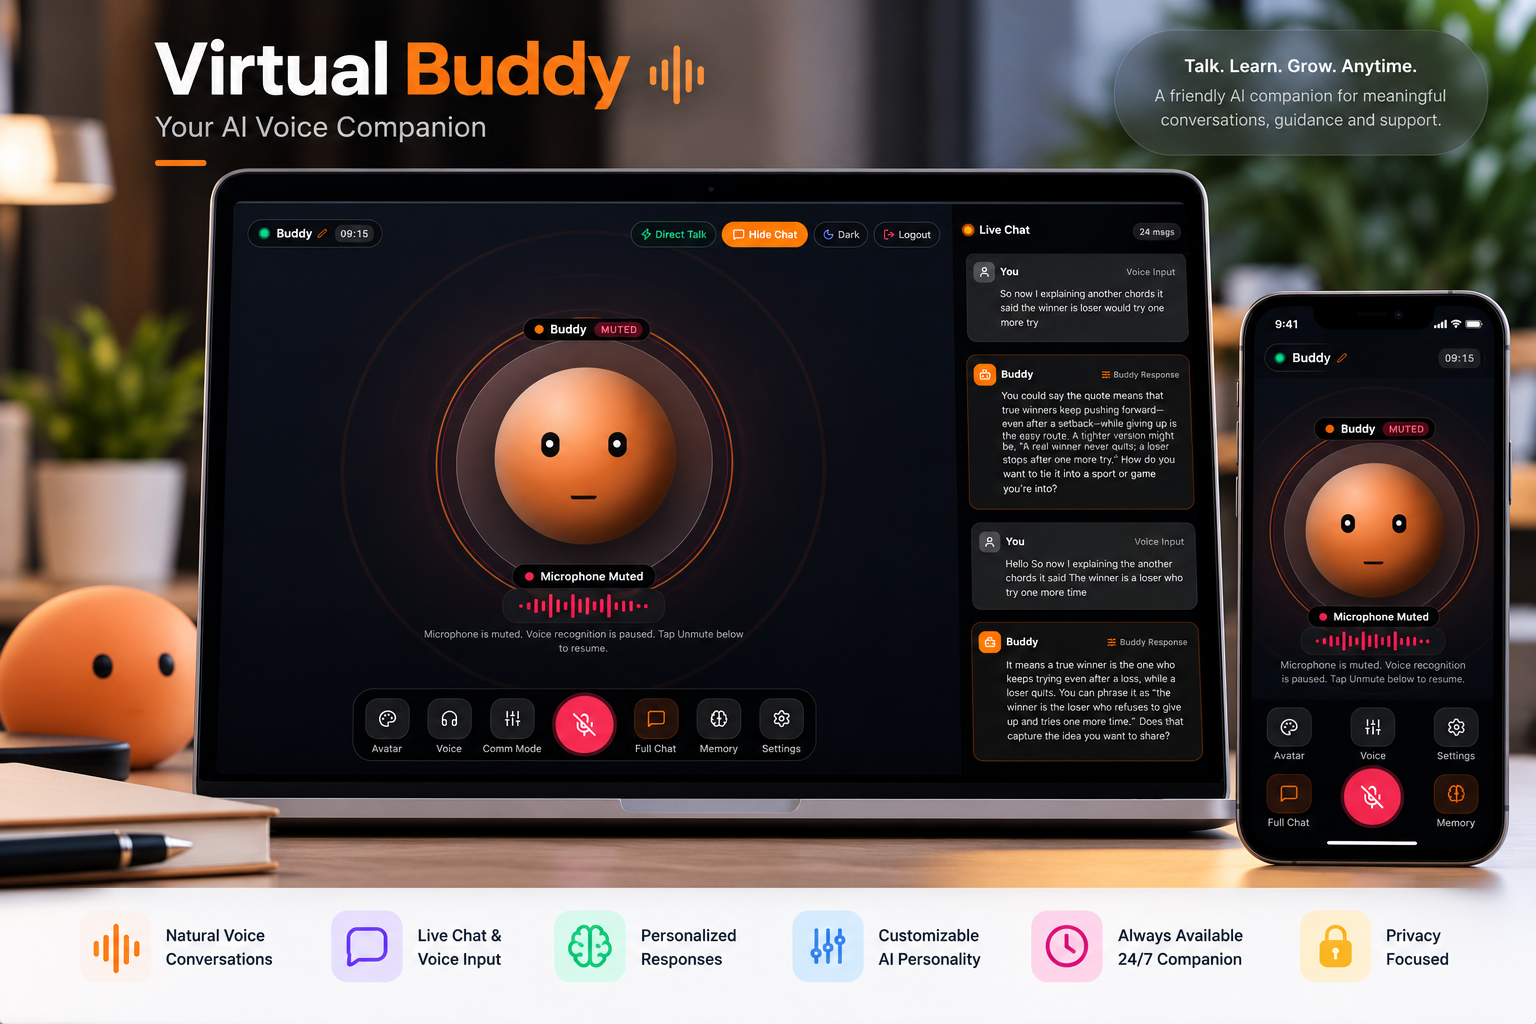 Virtual Buddy
Your AI Voice Companion
Talk. Learn. Grow. Anytime.
A friendly AI companion for meaningful
conversations, guidance and support.
Buddy 09:15
Direct Talk
Hide Chat
Dark
Logout
Buddy MUTED
Microphone Muted
Microphone is muted. Voice recognition is paused. Tap Unmute below
to resume.
Avatar
Voice
Comm Mode
Full Chat
Memory
Settings
Live Chat 24 msgs
You Voice Input
So now I explaining another chords it
said the winner is loser would try one
more try
Buddy Buddy Response
You could say the quote means that
true winners keep pushing forward—
even after a setback—while giving up is
the easy route. A tighter version might
be, "A real winner never quits; a loser
stops after one more try." How do you
want to tie it into a sport or game
you're into?
You Voice Input
Hello So now I explaining the another
chords it said The winner is a loser who
try one more time
Buddy Buddy Response
It means a true winner is the one who
keeps trying even after a loss, while a
loser quits. You can phrase it as "the
winner is the loser who refuses to give
up and tries one more time." Does that
capture the idea you want to share?
9:41
Buddy 09:15
Buddy MUTED
Microphone Muted
Microphone is muted. Voice recognition
is paused. Tap Unmute below to resume.
Avatar
Voice
Settings
Full Chat
Memory
Natural Voice
Conversations
Live Chat &
Voice Input
Personalized
Responses
Customizable
AI Personality
Always Available
24/7 Companion
Privacy
Focused